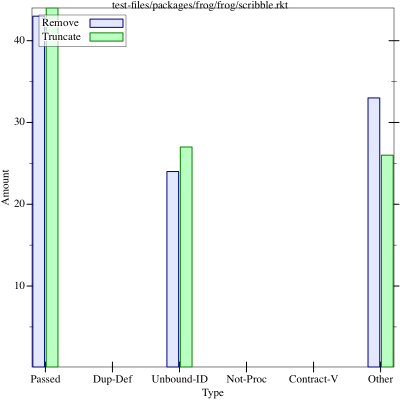 test-files/packages/frog/frog/scribble.rkt
Remove
Truncate
40
30
20
10
Amount
Passed Dup-Def Unbound-ID Not-Proc Contract-V Other
Type